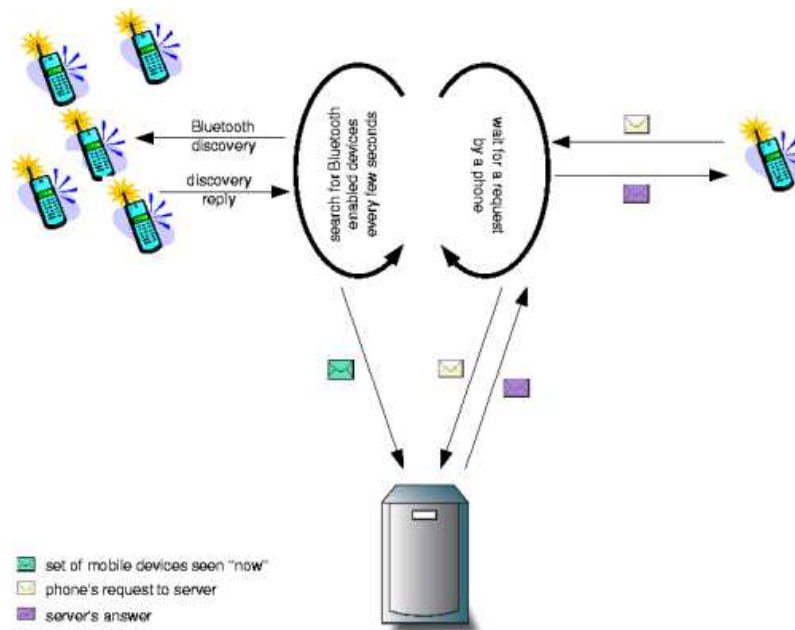 Bluetooth
discovery
discovery
reply
search for Bluetooth
enabled devices
every few seconds
wait for a request
by a phone
set of mobile devices seen "now"
phone's request to server
server's answer